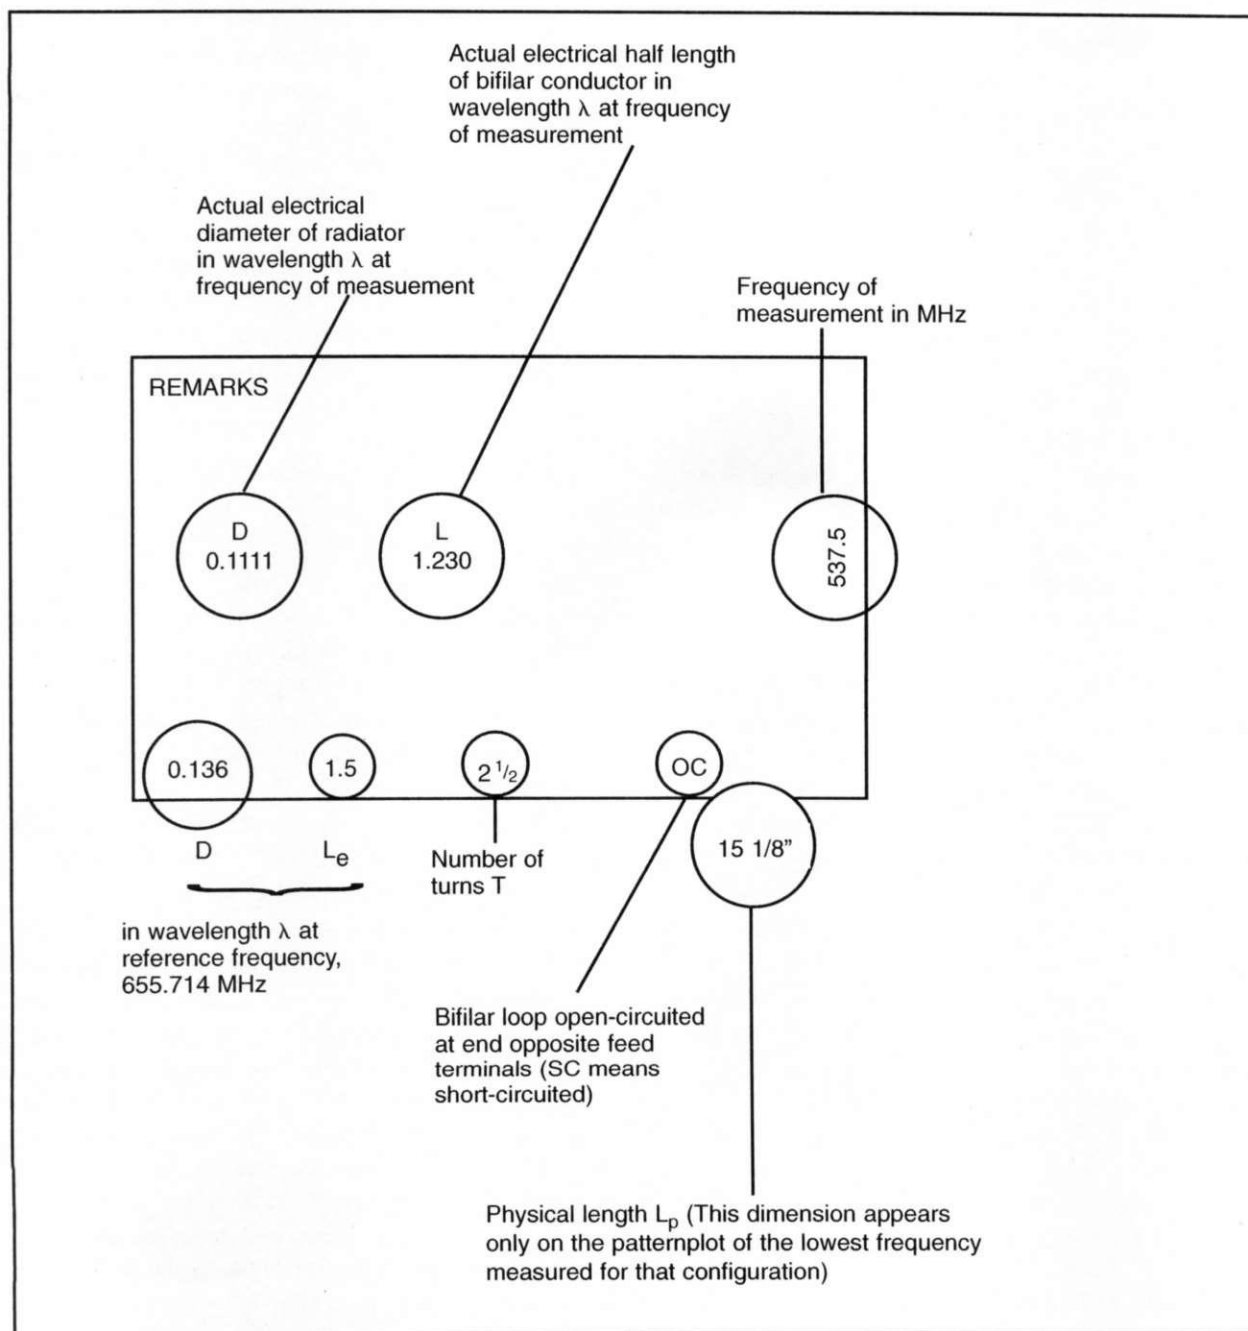 Actual electrical half length
of bifilar conductor in
wavelength λ at frequency
of measurement
Actual electrical
diameter of radiator
in wavelength λ at
frequency of measuement
Frequency of
measurement in MHz
REMARKS
D
0.1111
L
1.230
537.5
0.136
1.5
2 1/2
OC
15 1/8”
D
Le
Number of
turns T
in wavelength λ at
reference frequency,
655.714 MHz
Bifilar loop open-circuited
at end opposite feed
terminals (SC means
short-circuited)
Physical length Lp (This dimension appears
only on the patternplot of the lowest frequency
measured for that configuration)